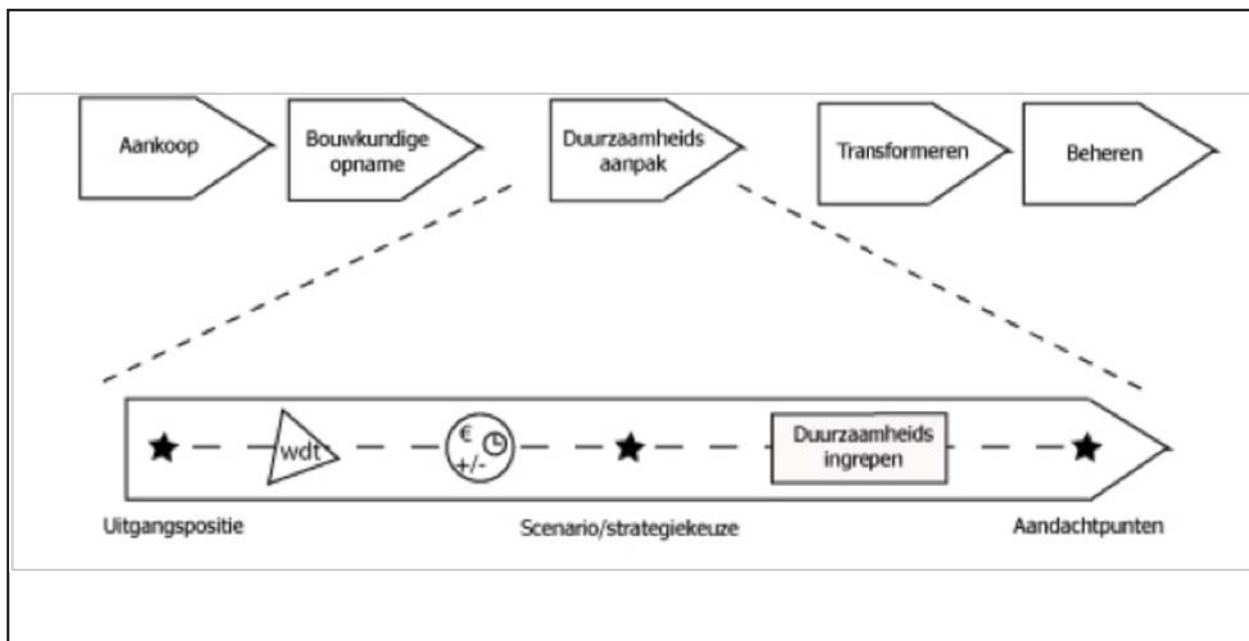 Aankoop
Bouwkundige
opname
Duurzaamheids
aanpak
Transformeren
Beheren
wdt
€
+/-
Duurzaamheids
ingrepen
Uitgangspositie
Scenario/strategiekeuze
Aandachtpunten